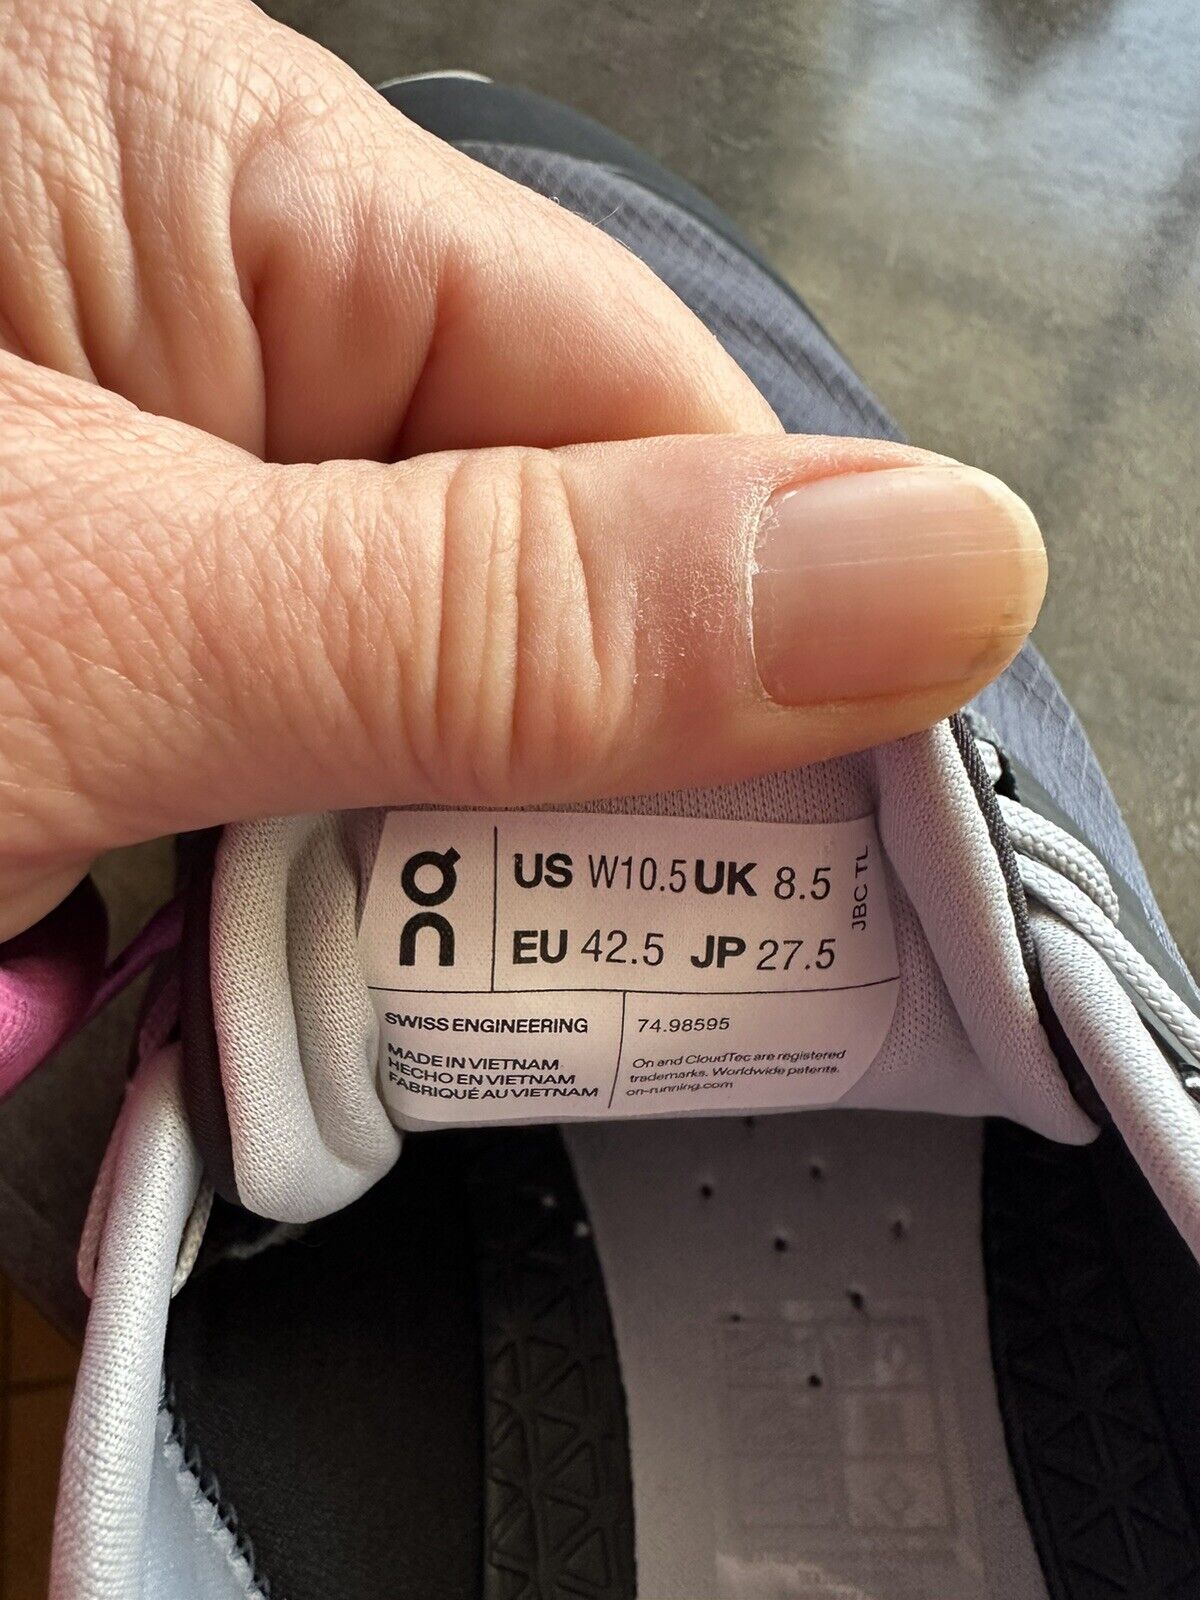 On
US W10.5 UK 8.5
EU 42.5 JP 27.5
JBC TL
SWISS ENGINEERING
MADE IN VIETNAM
HECHO EN VIETNAM
FABRIQUÉ AU VIETNAM
74.98595
On and CloudTec are registered
trademarks. Worldwide patents.
on-running.com